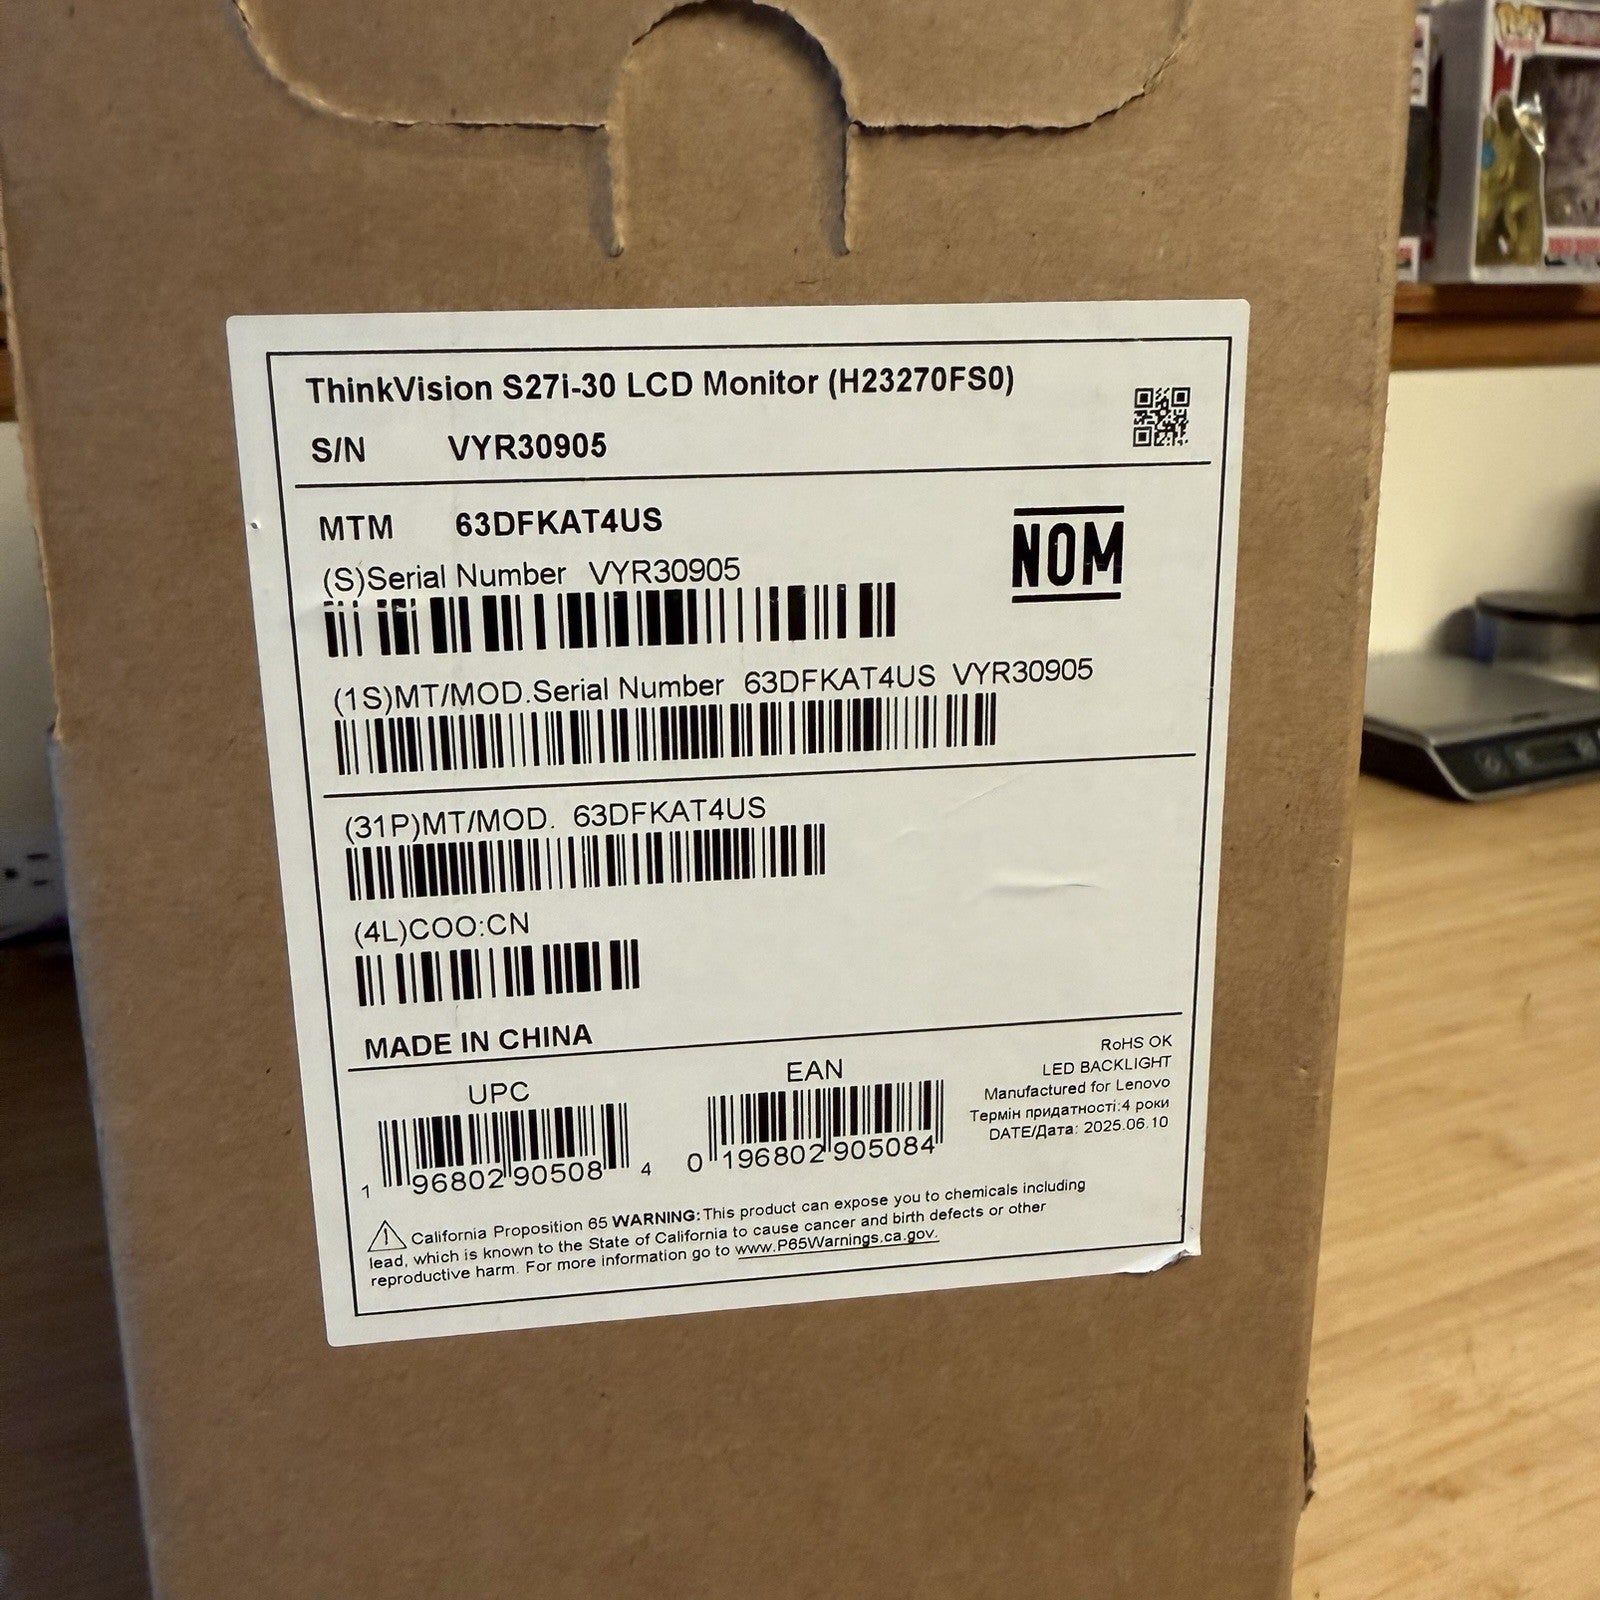 ThinkVision S27i-30 LCD Monitor (H23270FS0)
S/N VYR30905
MTM 63DFKAT4US
NOM
(S)Serial Number VYR30905
(1S)MT/MOD.Serial Number 63DFKAT4US VYR30905
(31P)MT/MOD. 63DFKAT4US
(4L)COO:CN
MADE IN CHINA
UPC
1 96802 90508 4
EAN
0 196802 905084
RoHS OK
LED BACKLIGHT
Manufactured for Lenovo
Термін придатності:4 роки
DATE/Дата: 2025.06.10
California Proposition 65 WARNING: This product can expose you to chemicals including
lead, which is known to the State of California to cause cancer and birth defects or other
reproductive harm. For more information go to www.P65Warnings.ca.gov.